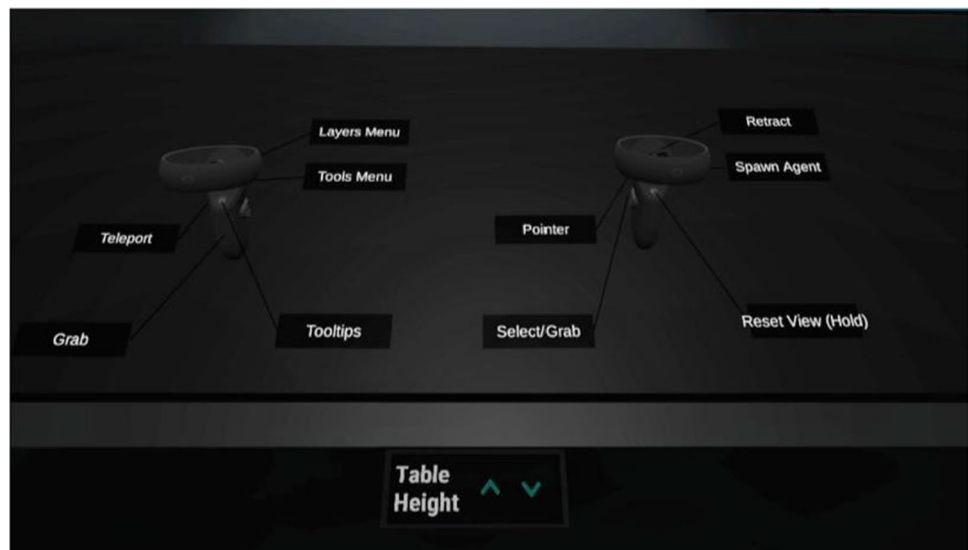 Layers Menu
Tools Menu
Teleport
Grab
Tooltips
Retract
Spawn Agent
Pointer
Select/Grab
Reset View (Hold)
Table
Height